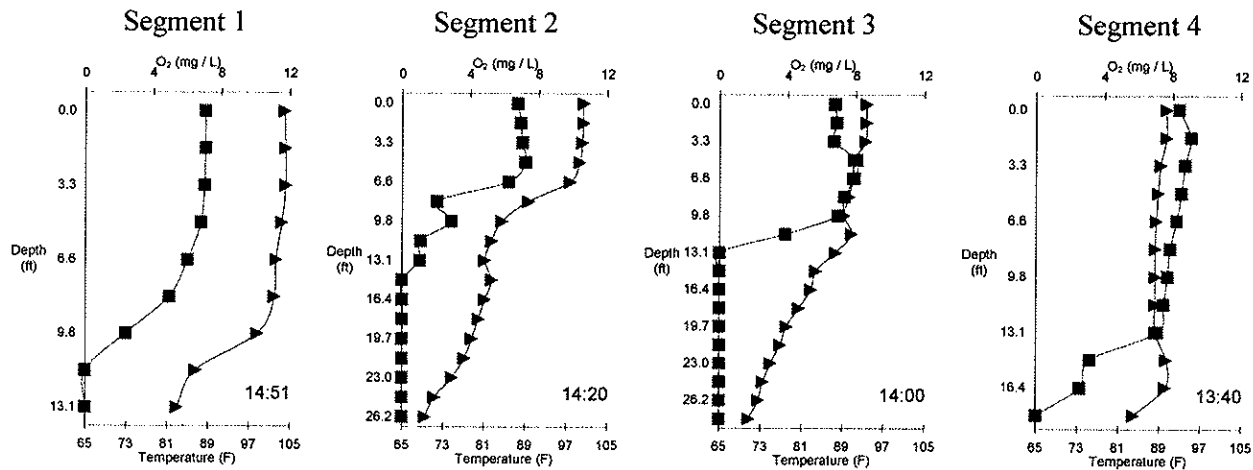 Segment 1
O₂ (mg / L)
0 4 8 12
0.0
3.3
Depth
(ft)
6.6
9.8
13.1
14:51
65 73 81 89 97 105
Temperature (F)
Segment 2
O₂ (mg / L)
0 4 8 12
0.0
3.3
6.6
9.8
Depth
(ft)
13.1
16.4
19.7
23.0
26.2
14:20
65 73 81 89 97 105
Temperature (F)
Segment 3
O₂ (mg / L)
0 4 8 12
0.0
3.3
6.6
9.8
Depth
(ft)
13.1
16.4
19.7
23.0
26.2
14:00
65 73 81 89 97 105
Temperature (F)
Segment 4
O₂ (mg / L)
0 4 8 12
0.0
3.3
6.6
Depth
(ft)
9.8
13.1
16.4
13:40
65 73 81 89 97 105
Temperature (F)